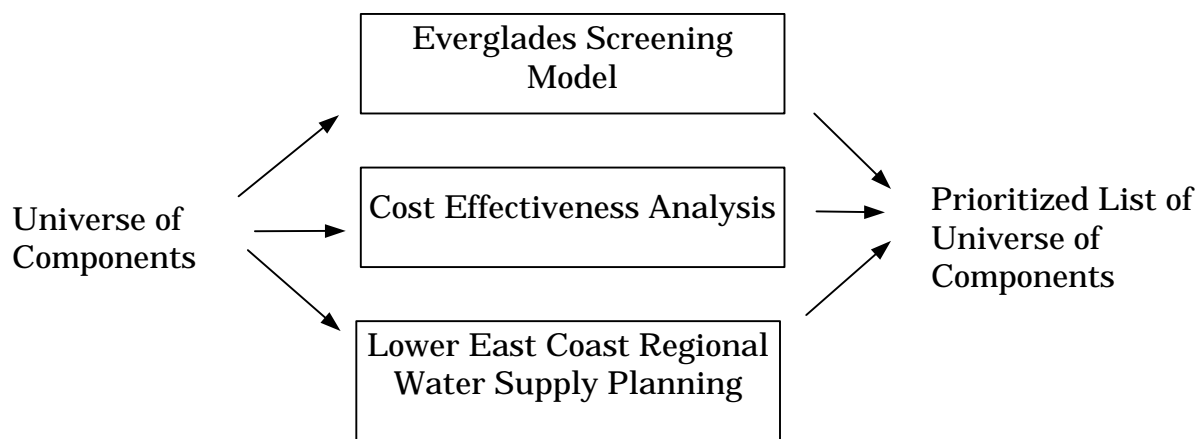 Everglades Screening
Model
Universe of
Components
Cost Effectiveness Analysis
Prioritized List of
Universe of
Components
Lower East Coast Regional
Water Supply Planning